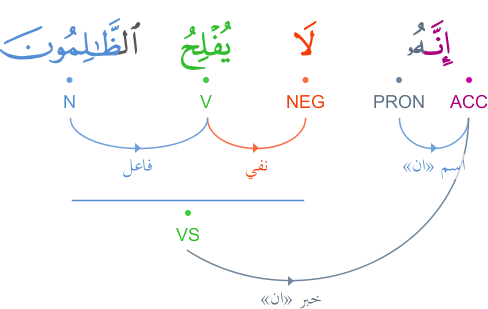 إِنَّهُۥ لَا يُفْلِحُ ٱلظَّـٰلِمُونَ
N V NEG PRON ACC
فاعل نفي اسم «ان»
VS
خبر «ان»